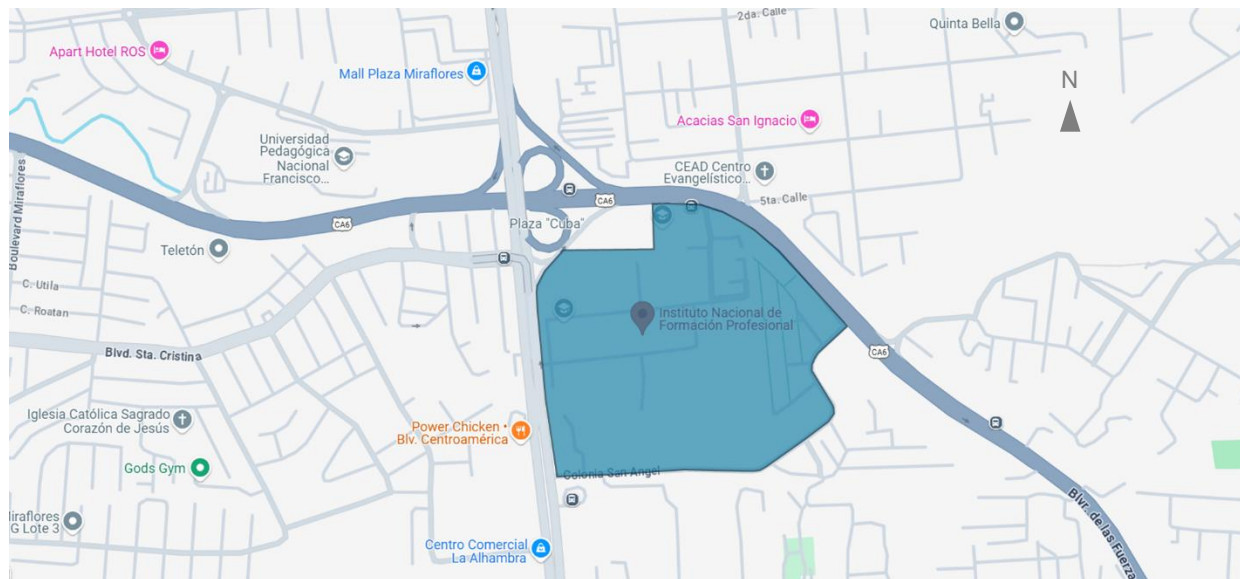 2da. Calle
Quinta Bella
Apart Hotel ROS
Mall Plaza Miraflores
N
Acacias San Ignacio
Universidad
Pedagógica
Nacional
Francisco...
CEAD Centro
Evangelístico...
CA6
5ta. Calle
CA6
Plaza "Cuba"
Boulevard Miraflores
Teletón
C. Utila
C. Roatan
Instituto Nacional de
Formación Profesional
CA6
Blvd. Sta. Cristina
Iglesia Católica Sagrado
Corazón de Jesús
Power Chicken •
Blv. Centroamérica
Gods Gym
Colonia San Angel
Blvr. de las Fuerza
iraflores
G Lote 3
Centro Comercial
La Alhambra